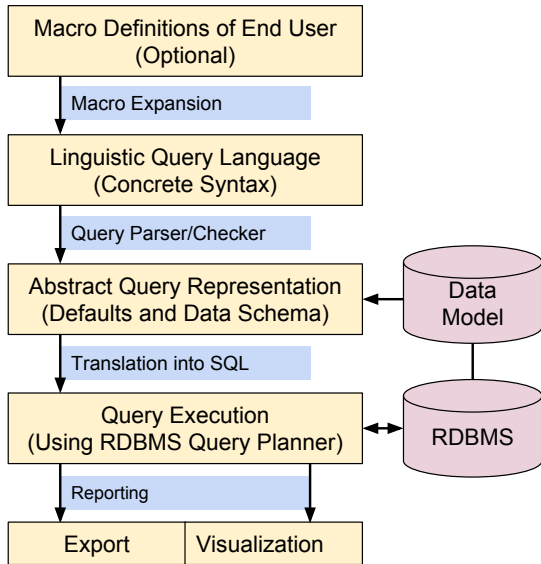 Macro Definitions of End User
(Optional)
Macro Expansion
Linguistic Query Language
(Concrete Syntax)
Query Parser/Checker
Abstract Query Representation
(Defaults and Data Schema)
Data
Model
Translation into SQL
Query Execution
(Using RDBMS Query Planner)
RDBMS
Reporting
Export
Visualization